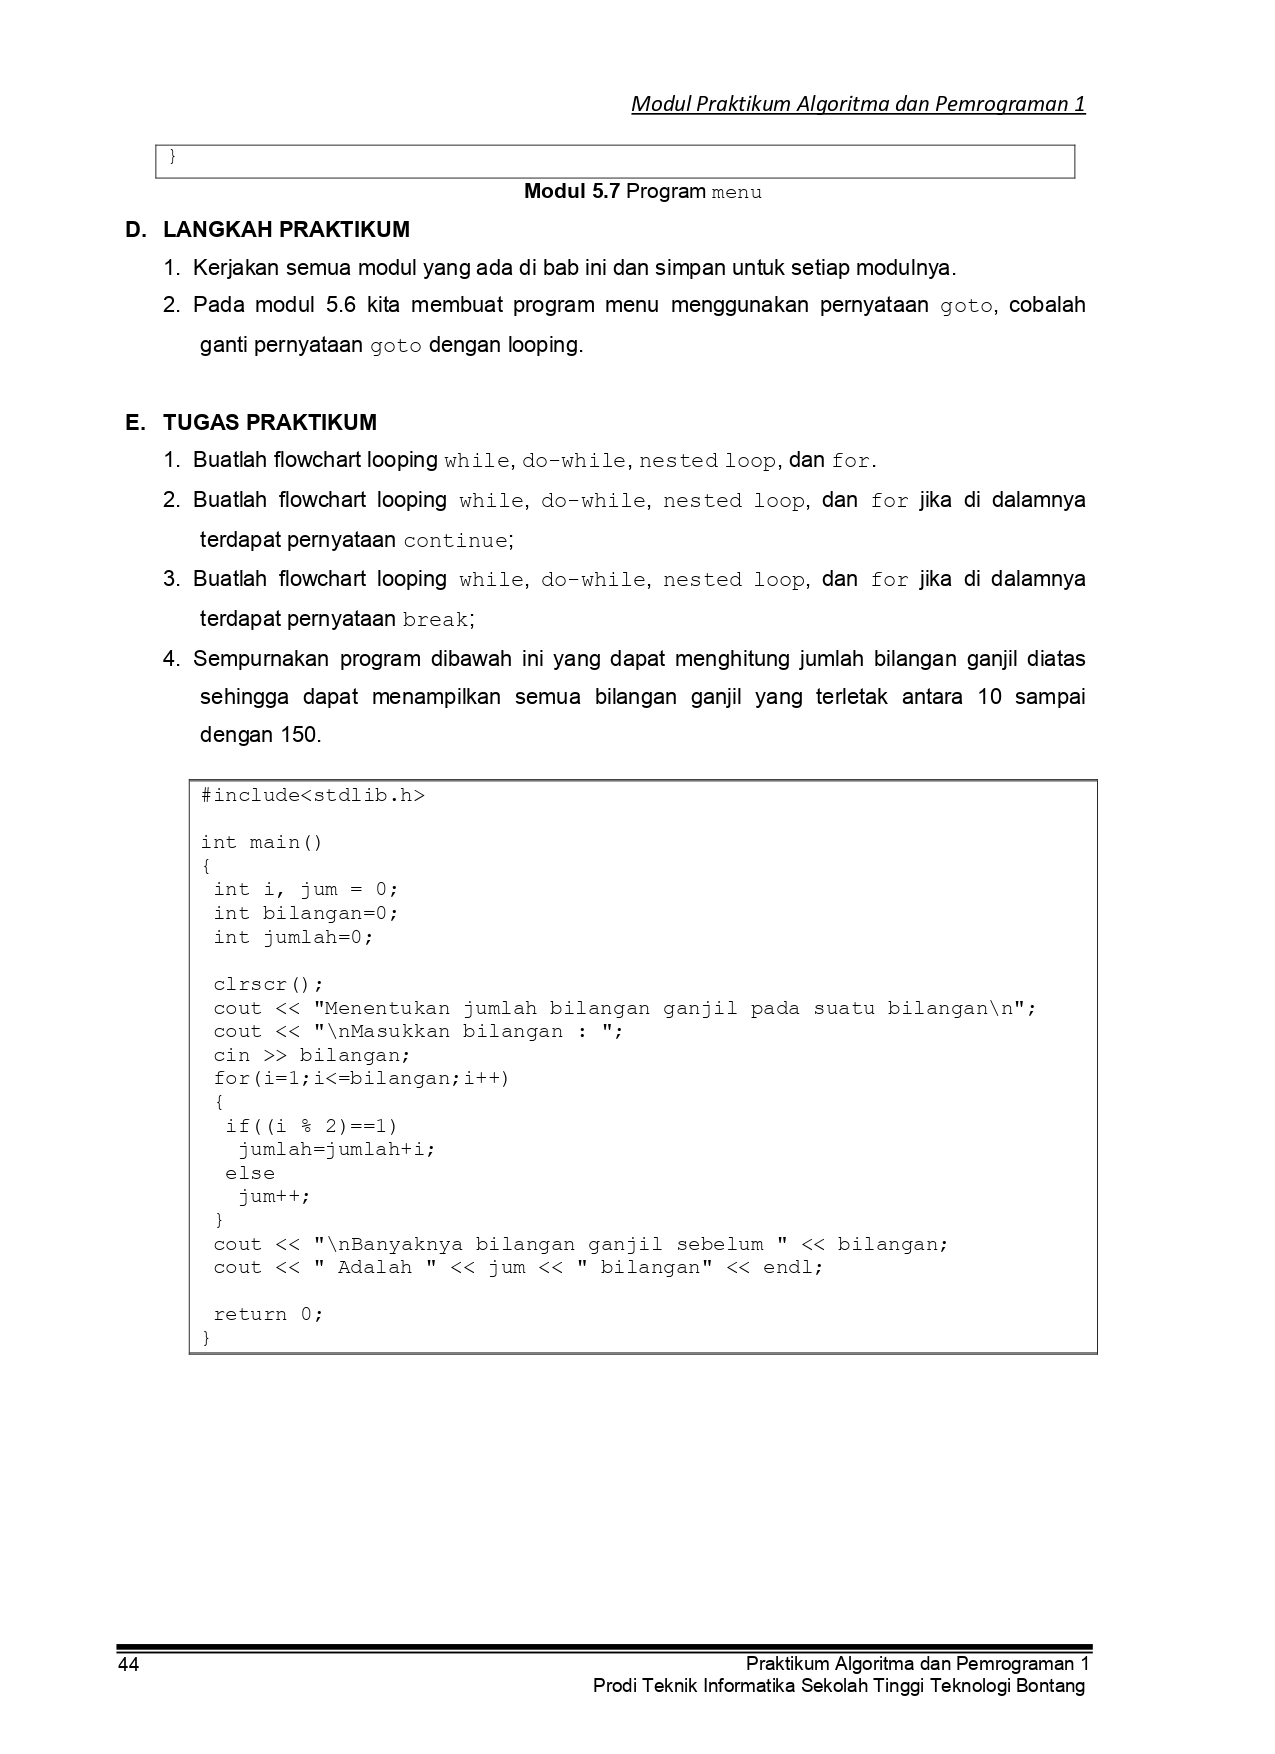 Modul Praktikum Algoritma dan Pemrograman 1
}
Modul 5.7 Program menu
D. LANGKAH PRAKTIKUM
1. Kerjakan semua modul yang ada di bab ini dan simpan untuk setiap modulnya.
2. Pada modul 5.6 kita membuat program menu menggunakan pernyataan goto, cobalah
ganti pernyataan goto dengan looping.
E. TUGAS PRAKTIKUM
1. Buatlah flowchart looping while, do-while, nested loop, dan for.
2. Buatlah flowchart looping while, do-while, nested loop, dan for jika di dalamnya
terdapat pernyataan continue;
3. Buatlah flowchart looping while, do-while, nested loop, dan for jika di dalamnya
terdapat pernyataan break;
4. Sempurnakan program dibawah ini yang dapat menghitung jumlah bilangan ganjil diatas
sehingga dapat menampilkan semua bilangan ganjil yang terletak antara 10 sampai
dengan 150.
#include<stdlib.h>
int main()
{
int i, jum = 0;
int bilangan=0;
int jumlah=0;
clrscr();
cout << "Menentukan jumlah bilangan ganjil pada suatu bilangan\n";
cout << "\nMasukkan bilangan : ";
cin >> bilangan;
for(i=1;i<=bilangan;i++)
{
if((i % 2)==1)
jumlah=jumlah+i;
else
jum++;
}
cout << "\nBanyaknya bilangan ganjil sebelum " << bilangan;
cout << " Adalah " << jum << " bilangan" << endl;
return 0;
}
44 Praktikum Algoritma dan Pemrograman 1
Prodi Teknik Informatika Sekolah Tinggi Teknologi Bontang